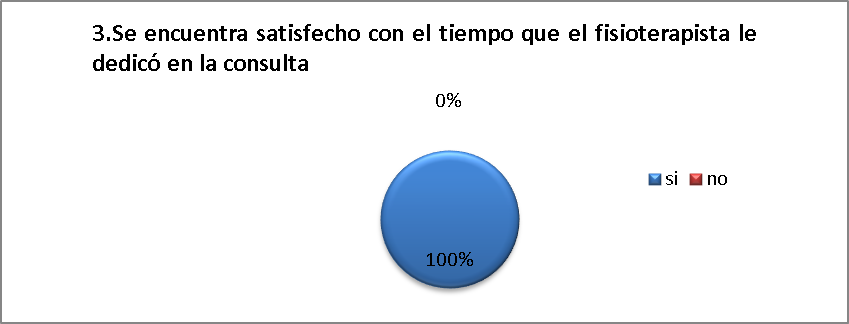 3.Se encuentra satisfecho con el tiempo que el fisioterapista le
dedicó en la consulta
0%
100%
si no